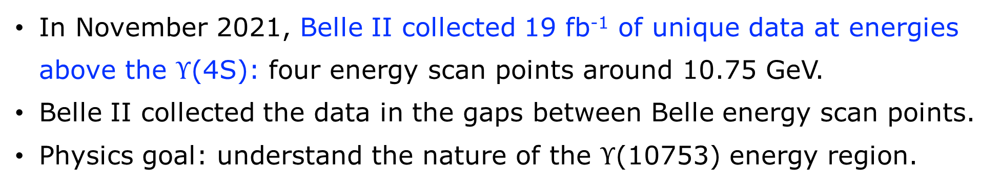 • In November 2021, Belle II collected 19 fb⁻¹ of unique data at energies
above the ϒ(4S): four energy scan points around 10.75 GeV.
• Belle II collected the data in the gaps between Belle energy scan points.
• Physics goal: understand the nature of the ϒ(10753) energy region.